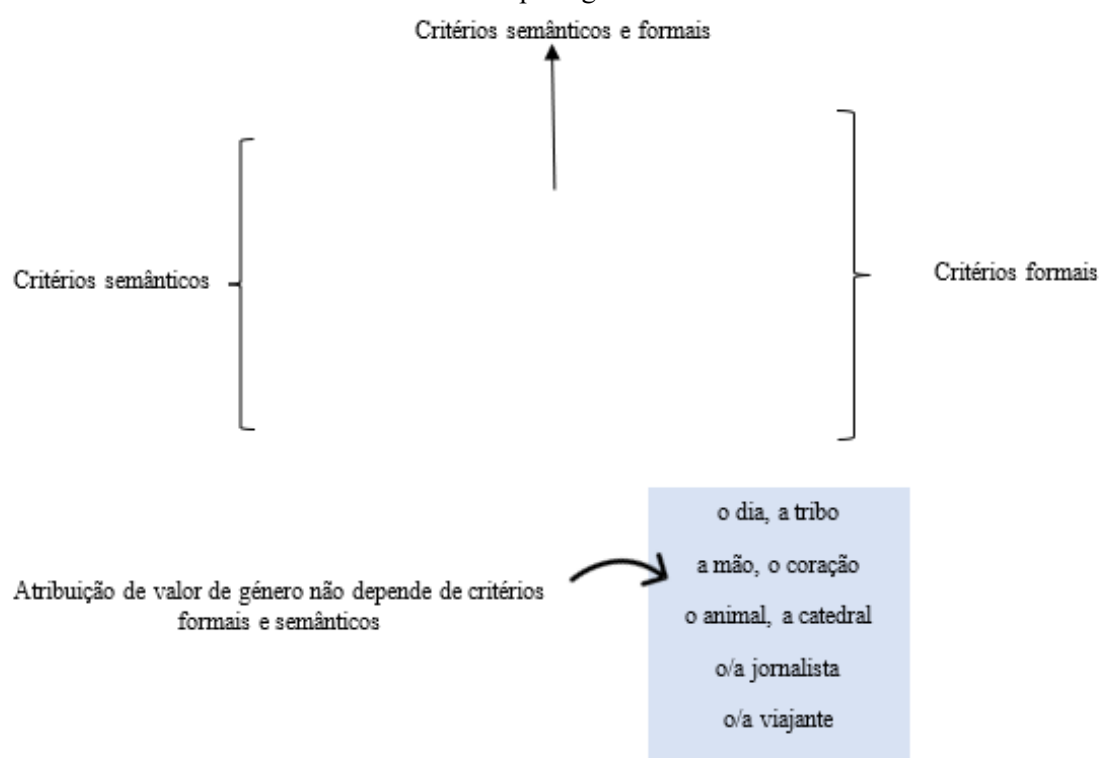 Critérios semânticos e formais
Critérios semânticos
Critérios formais
o dia, a tribo
a mão, o coração
Atribuição de valor de género não depende de critérios
formais e semânticos
o animal, a catedral
o/a jornalista
o/a viajante